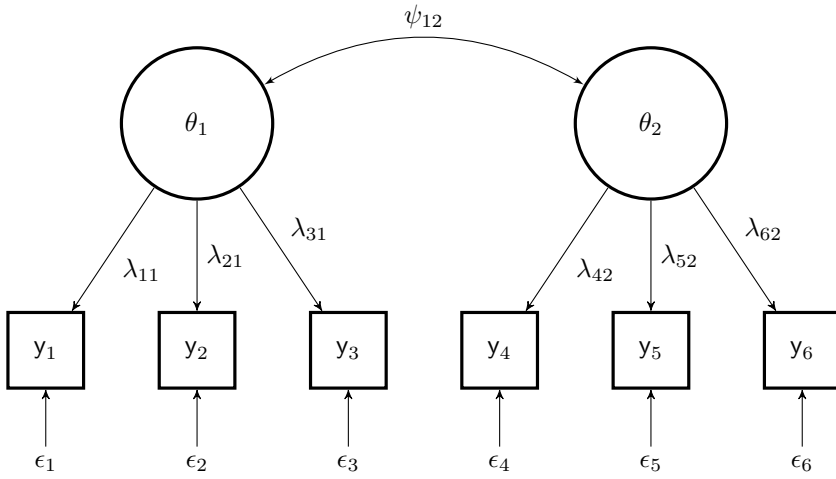 ψ₁₂
θ₁ θ₂
λ₁₁ λ₂₁ λ₃₁ λ₄₂ λ₅₂ λ₆₂
y₁ y₂ y₃ y₄ y₅ y₆
ϵ₁ ϵ₂ ϵ₃ ϵ₄ ϵ₅ ϵ₆